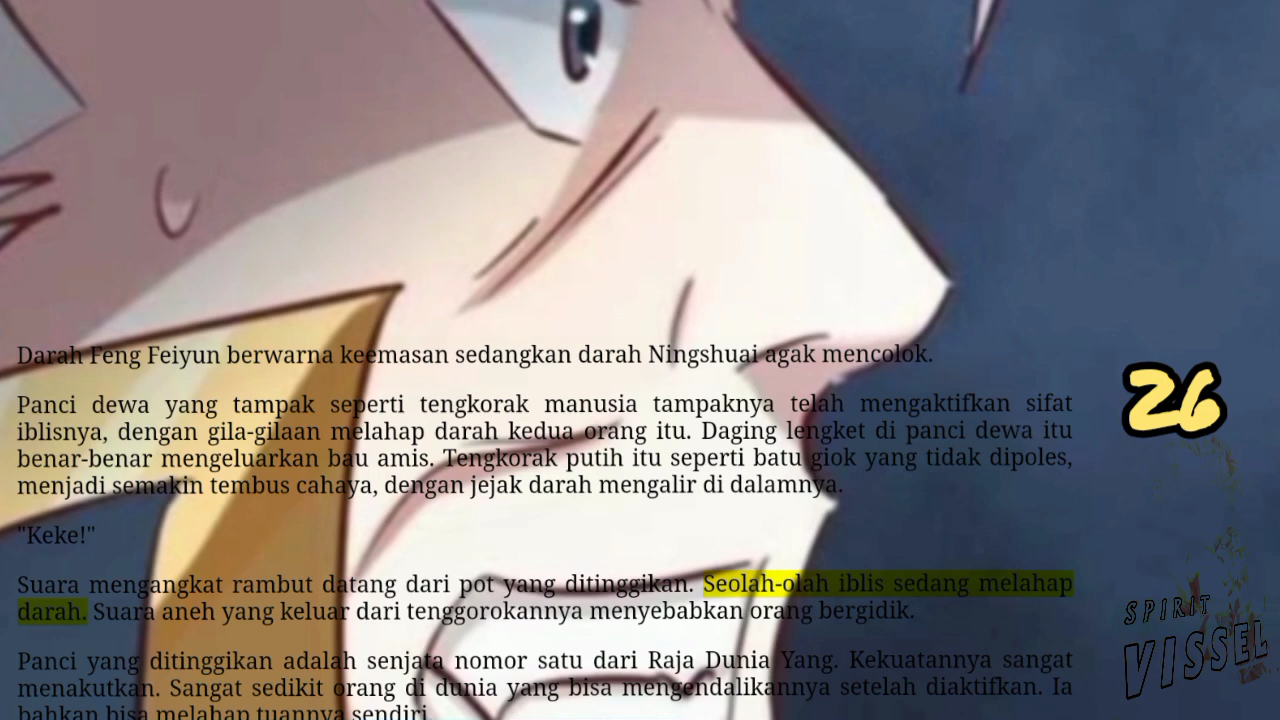 Darah Feng Feiyun berwarna keemasan sedangkan darah Ningshuai agak mencolok.
Panci dewa yang tampak seperti tengkorak manusia tampaknya telah mengaktifkan sifat
iblisnya, dengan gila-gilaan melahap darah kedua orang itu. Daging lengket di panci dewa itu
benar-benar mengeluarkan bau amis. Tengkorak putih itu seperti batu giok yang tidak dipoles,
menjadi semakin tembus cahaya, dengan jejak darah mengalir di dalamnya.
"Keke!"
Suara mengangkat rambut datang dari pot yang ditinggikan. Seolah-olah iblis sedang melahap
darah. Suara aneh yang keluar dari tenggorokannya menyebabkan orang bergidik.
Panci yang ditinggikan adalah senjata nomor satu dari Raja Dunia Yang. Kekuatannya sangat
menakutkan. Sangat sedikit orang di dunia yang bisa mengendalikannya setelah diaktifkan. Ia
bahkan bisa melahap tuannya sendiri.
26
SPIRIT
VISSEL